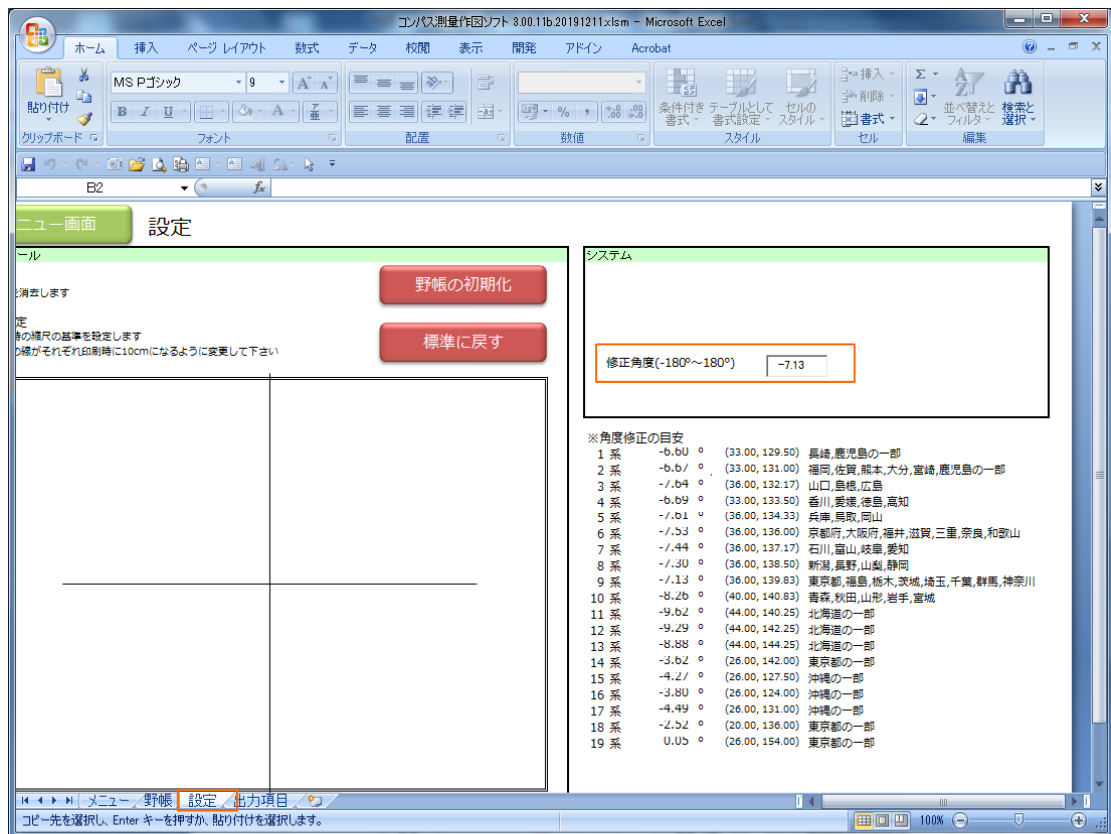 コンパス測量作図ソフト 3.00.11b.20191211.xlsm - Microsoft Excel
ホーム 挿入 ページ レイアウト 数式 データ 校閲 表示 開発 アドイン Acrobat
貼り付け MS Pゴシック 9 A A
B I U A 亜
% , .0 .00 .00 .0
条件付き書式 テーブルとして書式設定 セルのスタイル
挿入 削除 書式
Σ 並べ替えとフィルタ 検索と選択
クリップボード フォント 配置 数値 スタイル セル 編集
B2 fx
ニュー画面 設定
ール
を消去します
野帳の初期化
定
時の縮尺の基準を設定します
の線がそれぞれ印刷時に10cmになるように変更して下さい
標準に戻す
システム
修正角度(-180°～180°) -7.13
※角度修正の目安
1 系 -6.60 ° (33.00, 129.50) 長崎,鹿児島の一部
2 系 -6.67 ° (33.00, 131.00) 福岡,佐賀,熊本,大分,宮崎,鹿児島の一部
3 系 -7.64 ° (36.00, 132.17) 山口,島根,広島
4 系 -6.69 ° (33.00, 133.50) 香川,愛媛,徳島,高知
5 系 -7.61 ° (36.00, 134.33) 兵庫,鳥取,岡山
6 系 -7.53 ° (36.00, 136.00) 京都府,大阪府,福井,滋賀,三重,奈良,和歌山
7 系 -7.44 ° (36.00, 137.17) 石川,富山,岐阜,愛知
8 系 -7.30 ° (36.00, 138.50) 新潟,長野,山梨,静岡
9 系 -7.13 ° (36.00, 139.83) 東京都,福島,栃木,茨城,埼玉,千葉,群馬,神奈川
10 系 -8.26 ° (40.00, 140.83) 青森,秋田,山形,岩手,宮城
11 系 -9.62 ° (44.00, 140.25) 北海道の一部
12 系 -9.29 ° (44.00, 142.25) 北海道の一部
13 系 -8.88 ° (44.00, 144.25) 北海道の一部
14 系 -3.62 ° (26.00, 142.00) 東京都の一部
15 系 -4.27 ° (26.00, 127.50) 沖縄の一部
16 系 -3.80 ° (26.00, 124.00) 沖縄の一部
17 系 -4.49 ° (26.00, 131.00) 沖縄の一部
18 系 -2.52 ° (20.00, 136.00) 東京都の一部
19 系 0.05 ° (26.00, 154.00) 東京都の一部
メニュー 野帳 設定 出力項目
コピー先を選択し、Enter キーを押すか、貼り付けを選択します。 100%